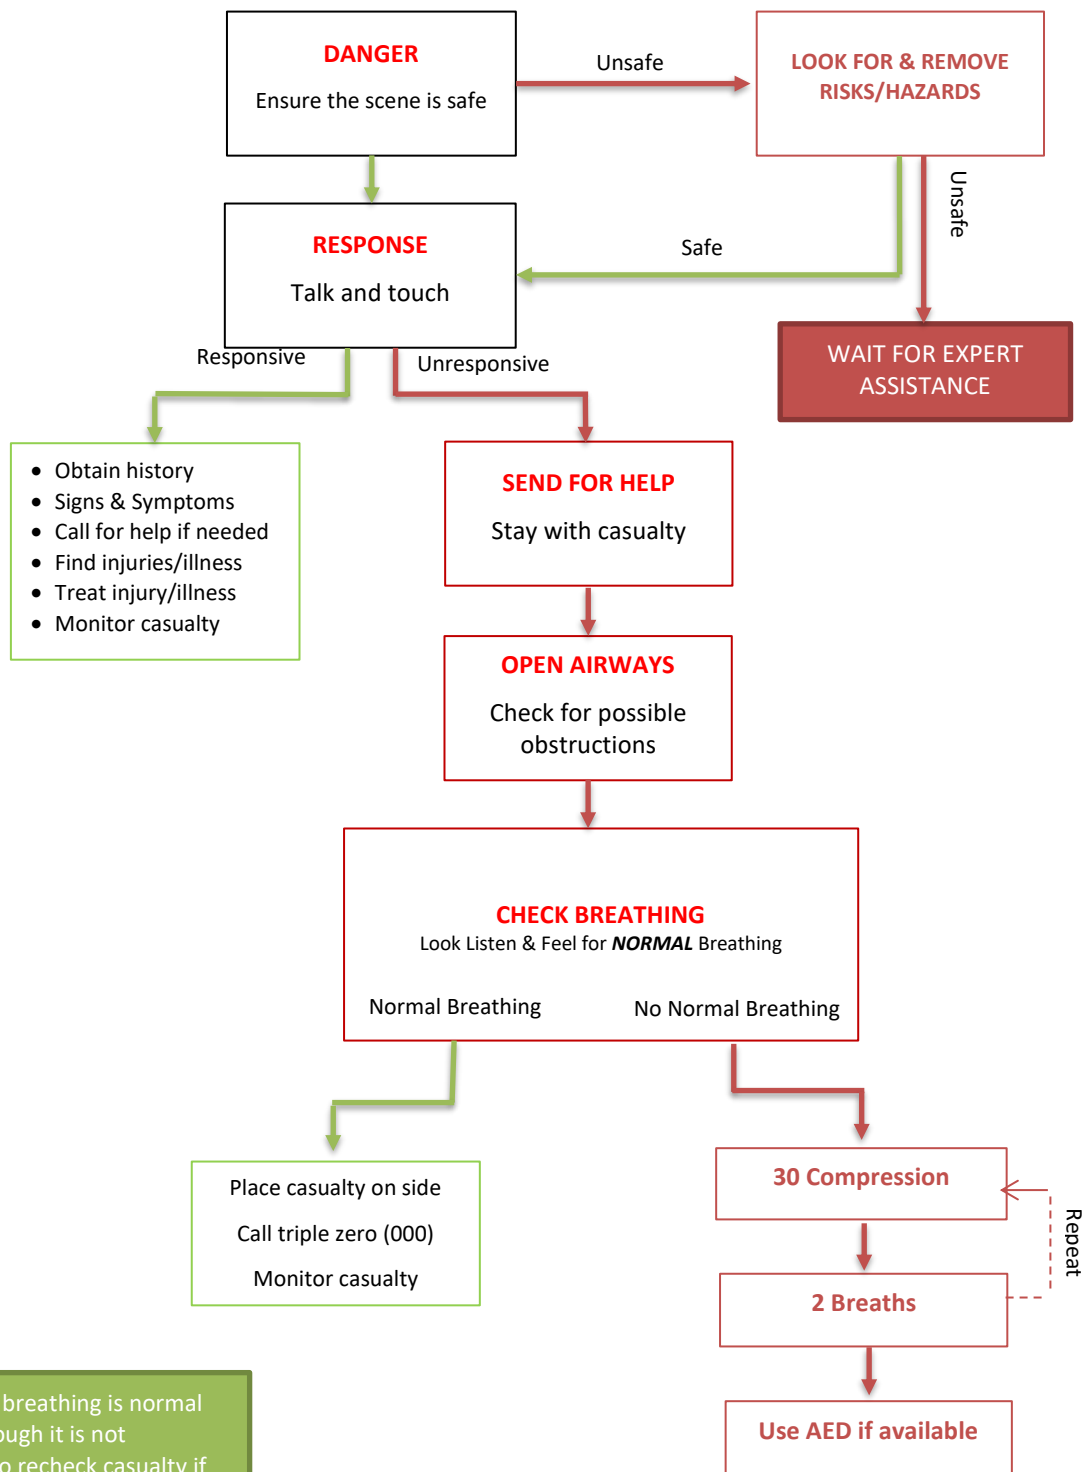 DANGER
Ensure the scene is safe
Unsafe
LOOK FOR & REMOVE
RISKS/HAZARDS
Unsafe
RESPONSE
Talk and touch
Safe
WAIT FOR EXPERT
ASSISTANCE
Responsive
Unresponsive
• Obtain history
• Signs & Symptoms
• Call for help if needed
• Find injuries/illness
• Treat injury/illness
• Monitor casualty
SEND FOR HELP
Stay with casualty
OPEN AIRWAYS
Check for possible
obstructions
CHECK BREATHING
Look Listen & Feel for NORMAL Breathing
Normal Breathing
No Normal Breathing
Place casualty on side
Call triple zero (000)
Monitor casualty
30 Compression
Repeat
2 Breaths
Use AED if available
breathing is normal
ough it is not
o recheck casualty if